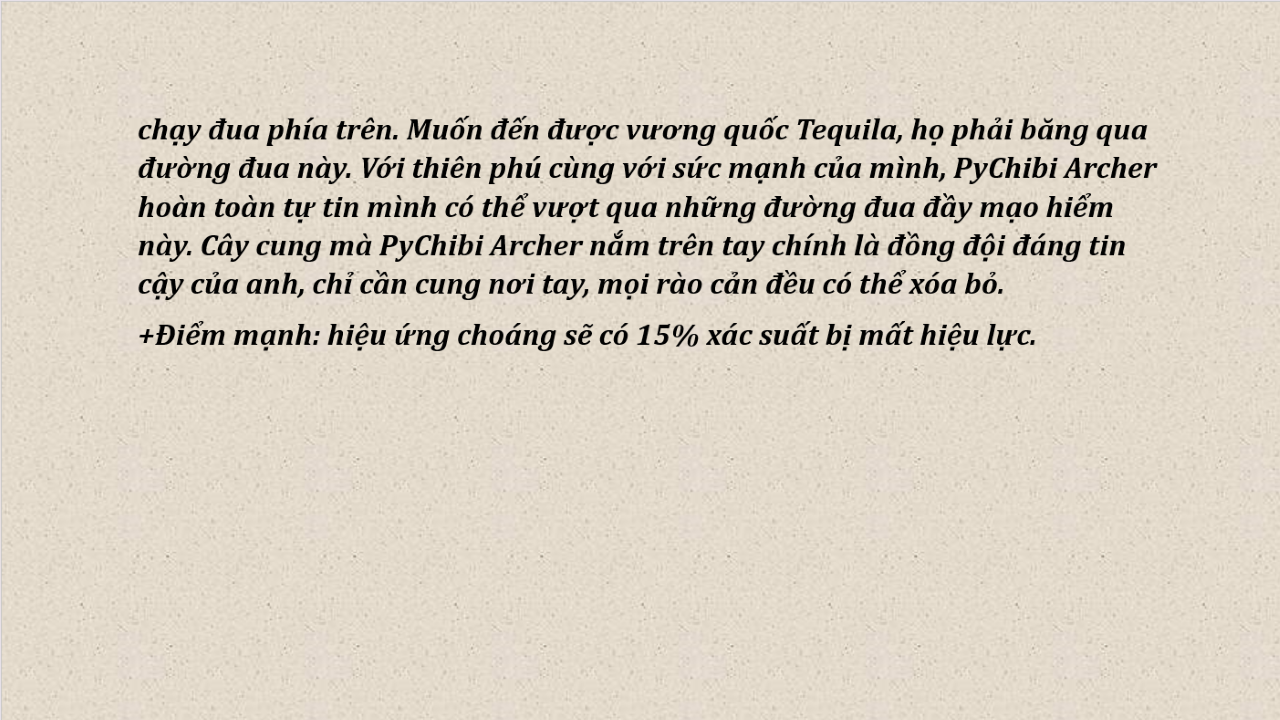 chạy đua phía trên. Muốn đến được vương quốc Tequila, họ phải băng qua
đường đua này. Với thiên phú cùng với sức mạnh của mình, PyChibi Archer
hoàn toàn tự tin mình có thể vượt qua những đường đua đầy mạo hiểm
này. Cây cung mà PyChibi Archer nắm trên tay chính là đồng đội đáng tin
cậy của anh, chỉ cần cung nơi tay, mọi rào cản đều có thể xóa bỏ.
+Điểm mạnh: hiệu ứng choáng sẽ có 15% xác suất bị mất hiệu lực.